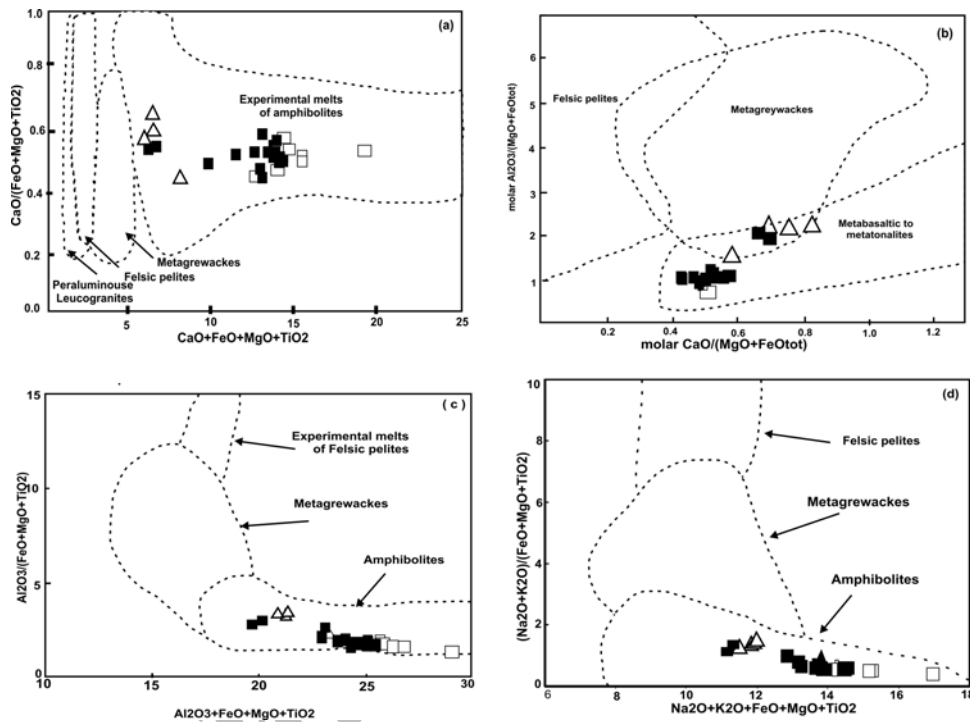 (a)
1.0
0.8
0.6
0.4
0.2
0.0
CaO/(FeO+MgO+TiO2)
Experimental melts
of amphibolites
Metagrewackes
Felsic pelites
Peraluminouse
Leucogranites
5
10
15
20
25
CaO+FeO+MgO+TiO2
(b)
6
5
4
3
2
1
molar Al2O3/(MgO+FeOtot)
Felsic pelites
Metagreywackes
Metabasaltic to
metatonalites
0.2
0.4
0.6
0.8
1.0
1.2
molar CaO/(MgO+FeOtot)
( c )
15
10
5
0
Al2O3/(FeO+MgO+TiO2)
Experimental melts
of Felsic pelites
Metagrewackes
Amphibolites
10
15
20
25
30
Al2O3+FeO+MgO+TiO2
(d)
10
8
6
4
2
0
(Na2O+K2O)/(FeO+MgO+TiO2)
Felsic pelites
Metagrewackes
Amphibolites
6
8
10
12
14
16
18
Na2O+K2O+FeO+MgO+TiO2